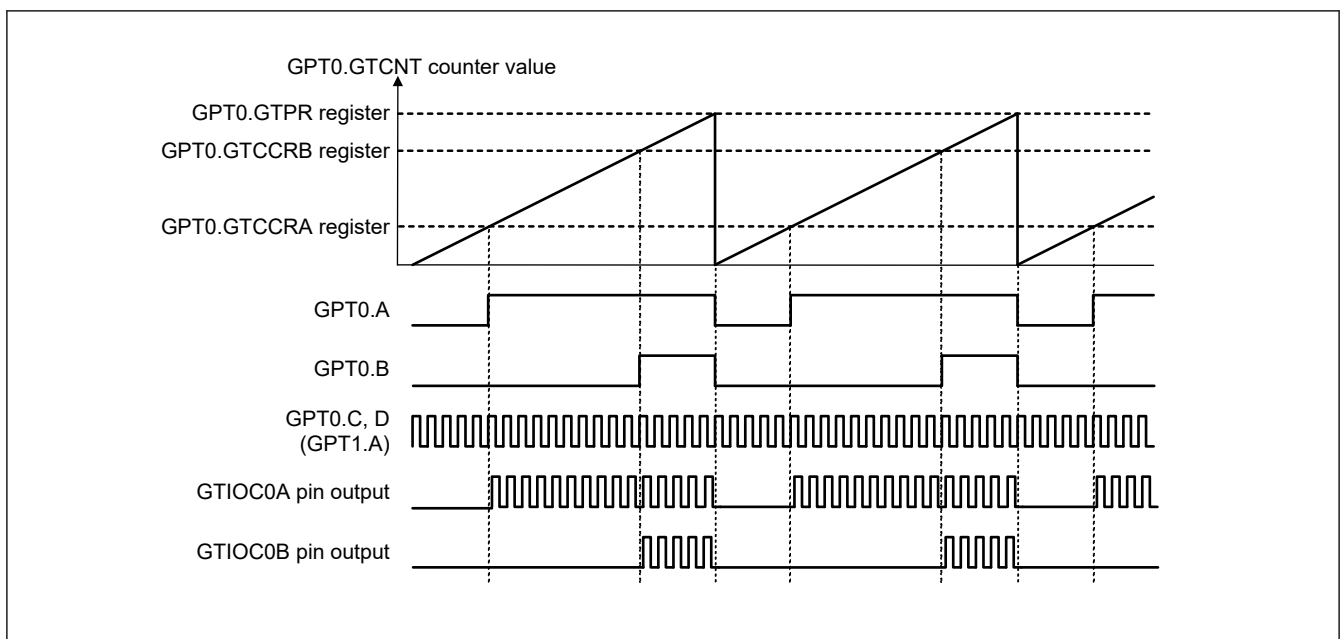 GPT0.GTCNT counter value
GPT0.GTPR register
GPT0.GTCCRB register
GPT0.GTCCRA register
GPT0.A
GPT0.B
GPT0.C, D
(GPT1.A)
GTIOC0A pin output
GTIOC0B pin output